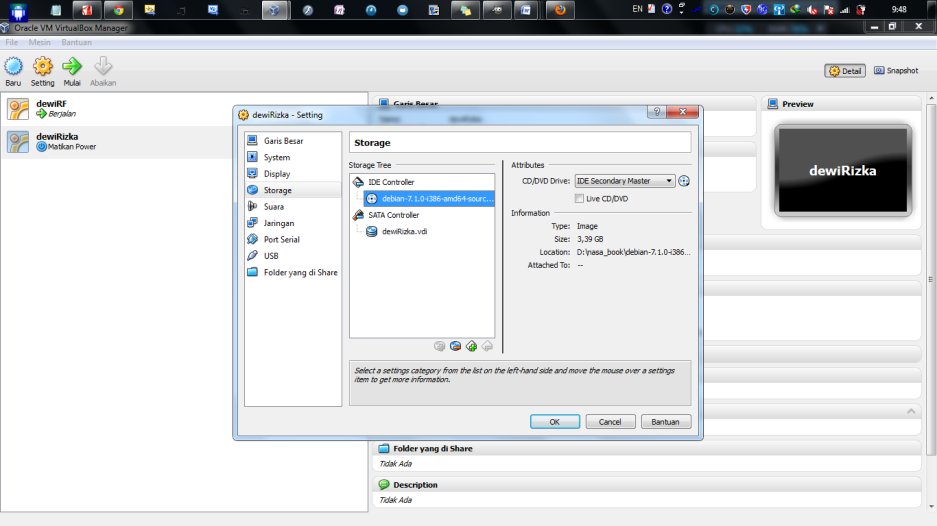 EN
9:48
Oracle VM VirtualBox Manager
File Mesin Bantuan
Baru Setting Mulai Abaikan
Detail Snapshot
dewiRF
Berjalan
dewiRizka
Matikan Power
Garis Besar
Preview
dewiRizka
dewiRizka - Setting
Garis Besar
System
Display
Storage
Suara
Jaringan
Port Serial
USB
Folder yang di Share
Storage
Storage Tree
IDE Controller
debian-7.1.0-i386-amd64-sourc...
SATA Controller
dewiRizka.vdi
Attributes
CD/DVD Drive: IDE Secondary Master
Live CD/DVD
Information
Type: Image
Size: 3,39 GB
Location: D:\nasa_book\debian-7.1.0-i386...
Attached To: --
Select a settings category from the list on the left-hand side and move the mouse over a settings
item to get more information.
OK Cancel Bantuan
Folder yang di Share
Tidak Ada
Description
Tidak Ada